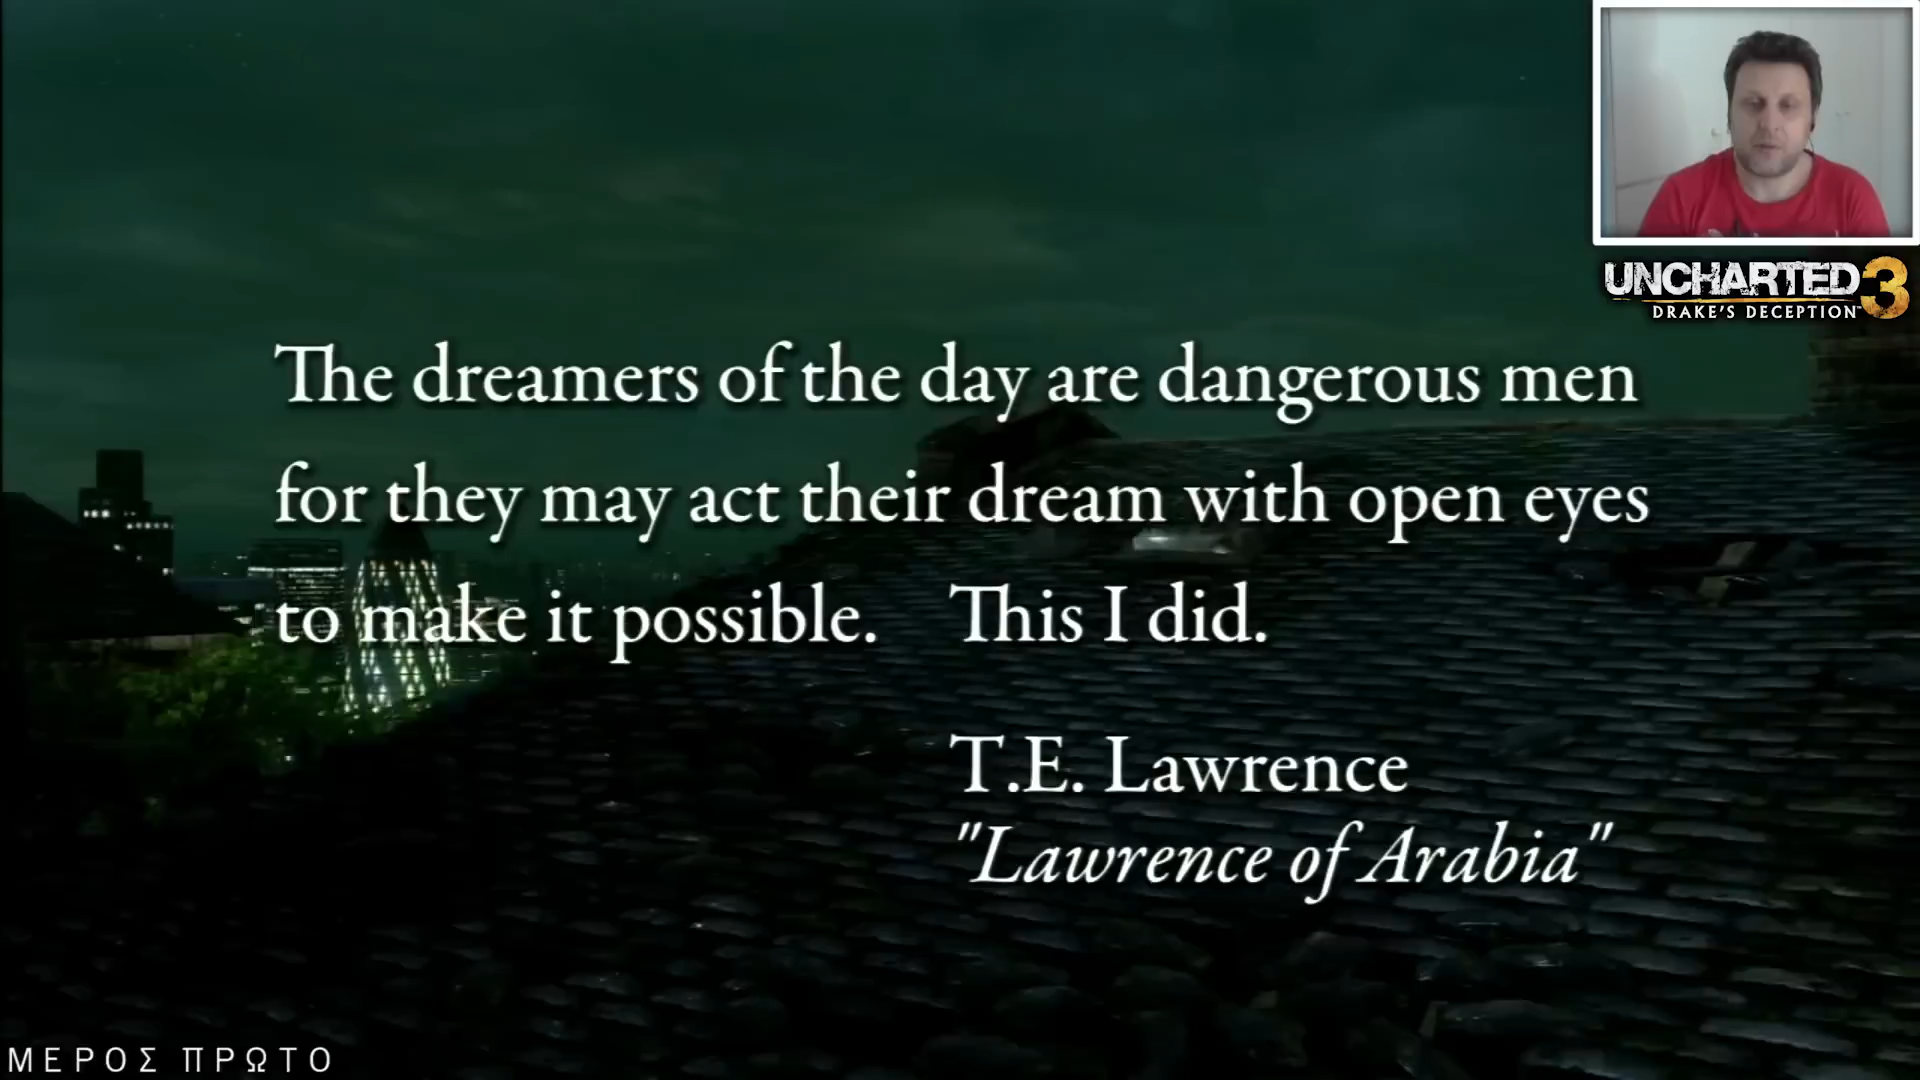 UNCHARTED 3
DRAKE'S DECEPTION™
The dreamers of the day are dangerous men
for they may act their dream with open eyes
to make it possible. This I did.
T.E. Lawrence
"Lawrence of Arabia"
ΜΕΡΟΣ ΠΡΩΤΟ